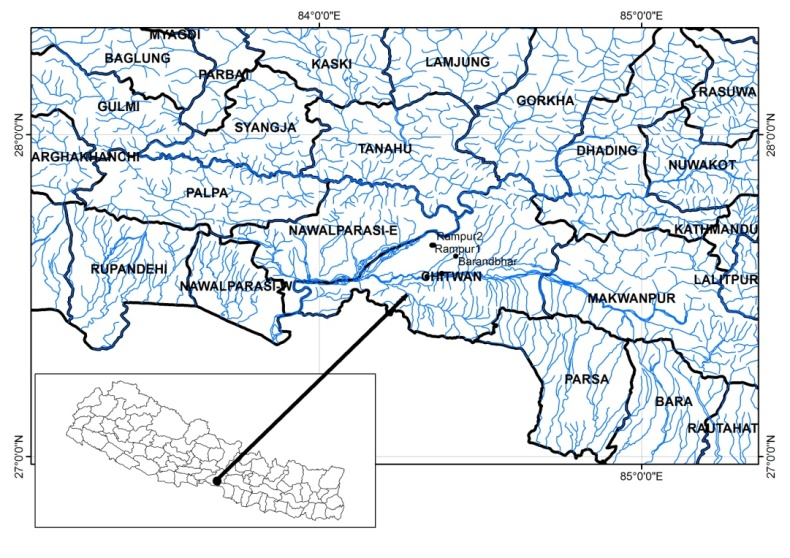 84°0'0"E
85°0'0"E
MYAGDI
BAGLUNG
PARBAT
KASKI
LAMJUNG
GORKHA
RASUWA
GULMI
SYANGJA
28°0'0"N
28°0'0"N
ARGHAKHANCHI
TANAHU
DHADING
NUWAKOT
PALPA
NAWALPARASI-E
KATHMANDU
Rampur2
Rampur1
Barandbhar
RUPANDEHI
NAWALPARASI-W
CHITWAN
LALITPUR
MAKWANPUR
PARSA
BARA
RAUTAHAT
27°0'0"N
27°0'0"N
85°0'0"E